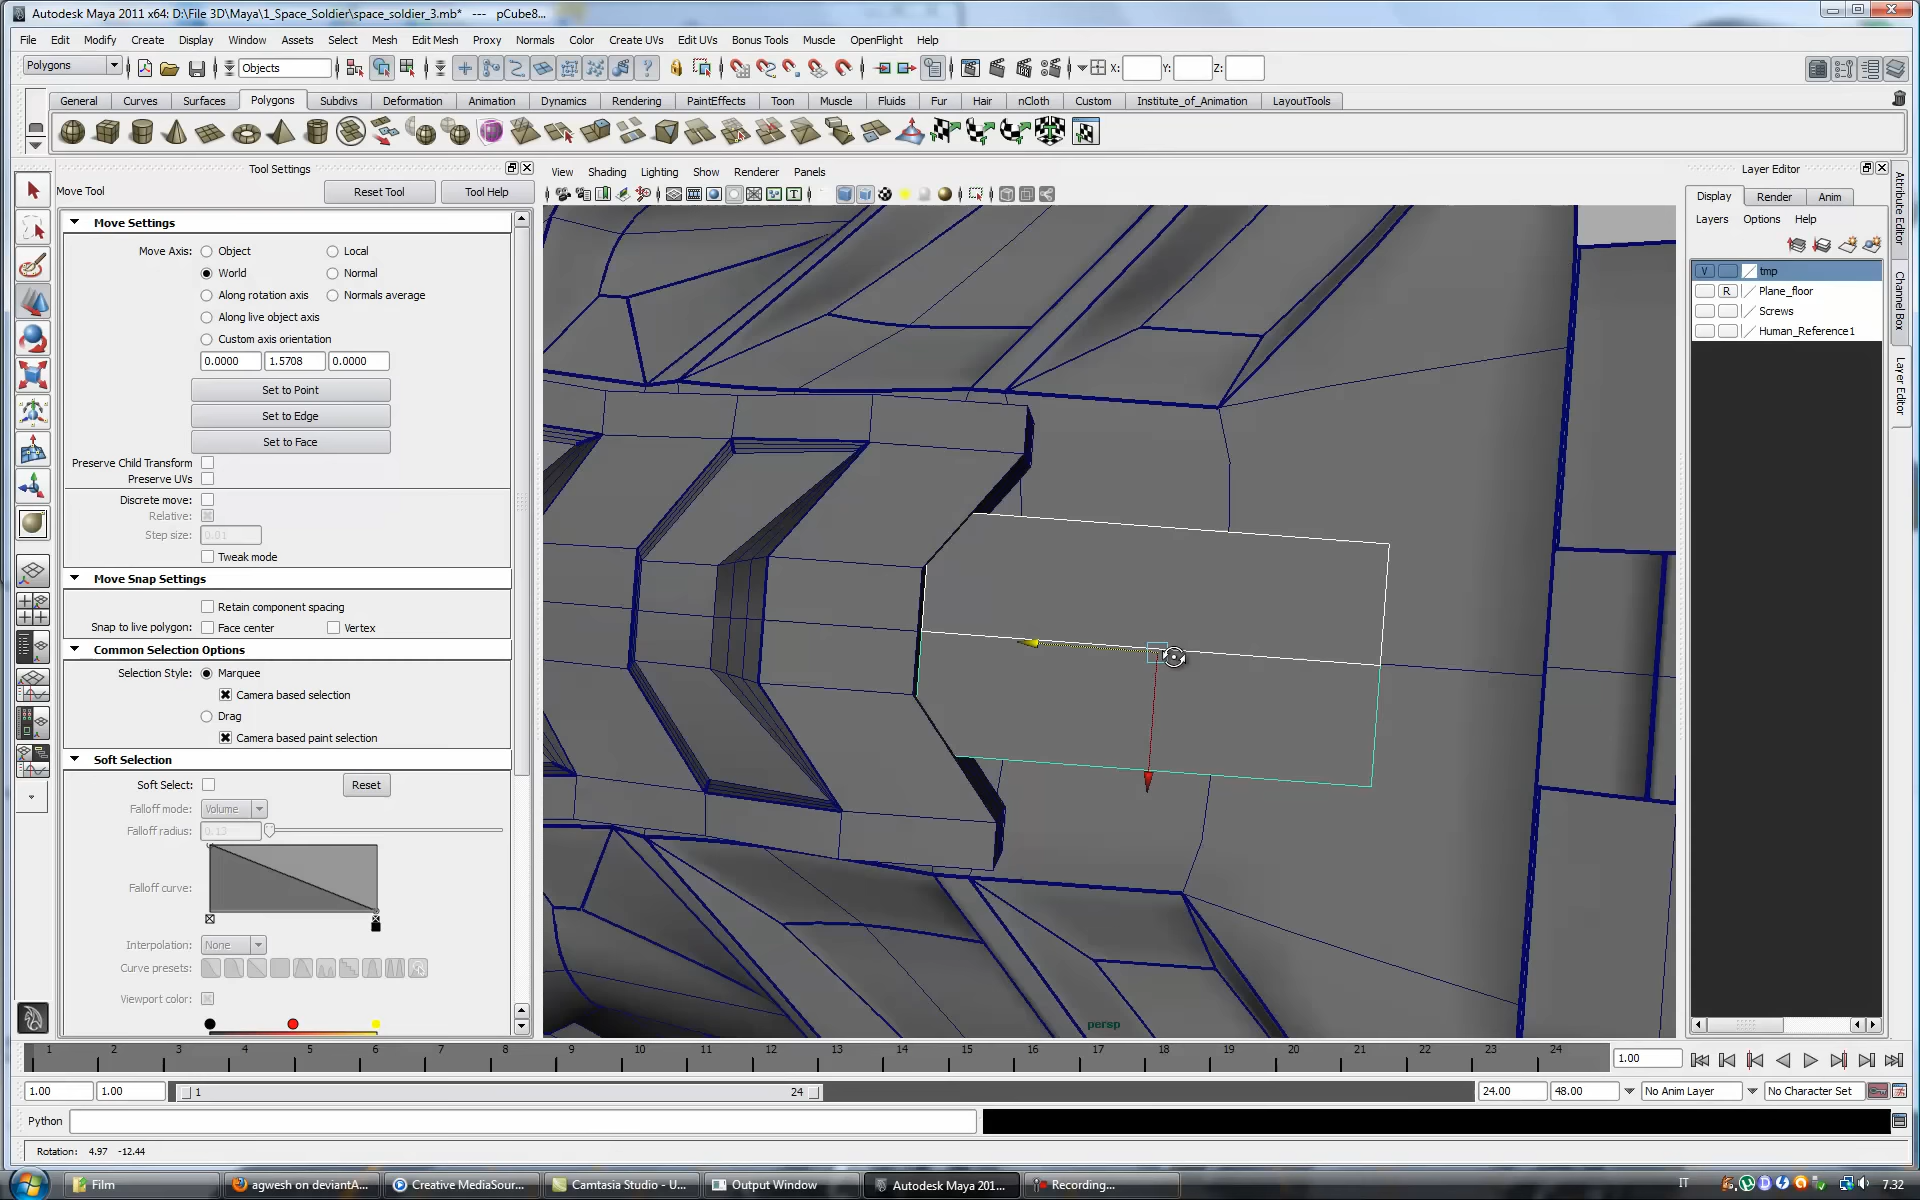 Autodesk Maya 2011 x64: D:\File 3D\Maya\1_Space_Soldier\space_soldier_3.mb* --- pCube8...
File Edit Modify Create Display Window Assets Select Mesh Edit Mesh Proxy Normals Color Create UVs Edit UVs Bonus Tools Muscle OpenFlight Help
Polygons Objects X: Y: Z:
General Curves Surfaces Polygons Subdivs Deformation Animation Dynamics Rendering PaintEffects Toon Muscle Fluids Fur Hair nCloth Custom Institute_of_Animation LayoutTools
Tool Settings
Move Tool Reset Tool Tool Help
Move Settings
Move Axis: Object Local
World Normal
Along rotation axis Normals average
Along live object axis
Custom axis orientation
0.0000 1.5708 0.0000
Set to Point
Set to Edge
Set to Face
Preserve Child Transform
Preserve UVs
Discrete move:
Relative:
Step size: 0.01
Tweak mode
Move Snap Settings
Retain component spacing
Snap to live polygon: Face center Vertex
Common Selection Options
Selection Style: Marquee
Camera based selection
Drag
Camera based paint selection
Soft Selection
Soft Select: Reset
Falloff mode: Volume
Falloff radius: 0.13
Falloff curve:
Interpolation: None
Curve presets:
Viewport color:
View Shading Lighting Show Renderer Panels
persp
Layer Editor
Display Render Anim
Layers Options Help
V tmp
R Plane_floor
Screws
Human_Reference1
Attribute Editor
Channel Box
Layer Editor
1 2 3 4 5 6 7 8 9 10 11 12 13 14 15 16 17 18 19 20 21 22 23 24 1.00
1.00 1.00 1 24 24.00 48.00 No Anim Layer No Character Set
Python
Rotation: 4.97 -12.44
Film agwesh on deviantA... Creative MediaSour... Camtasia Studio - U... Output Window Autodesk Maya 201... Recording... IT 7.32